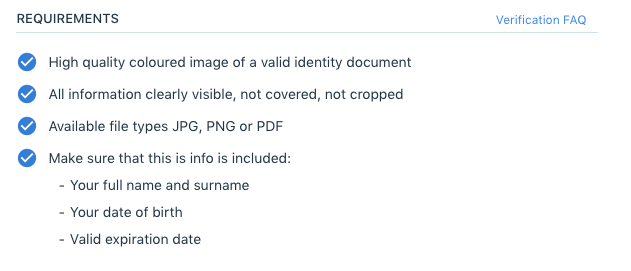 REQUIREMENTS
Verification FAQ
High quality coloured image of a valid identity document
All information clearly visible, not covered, not cropped
Available file types JPG, PNG or PDF
Make sure that this is info is included:
- Your full name and surname
- Your date of birth
- Valid expiration date